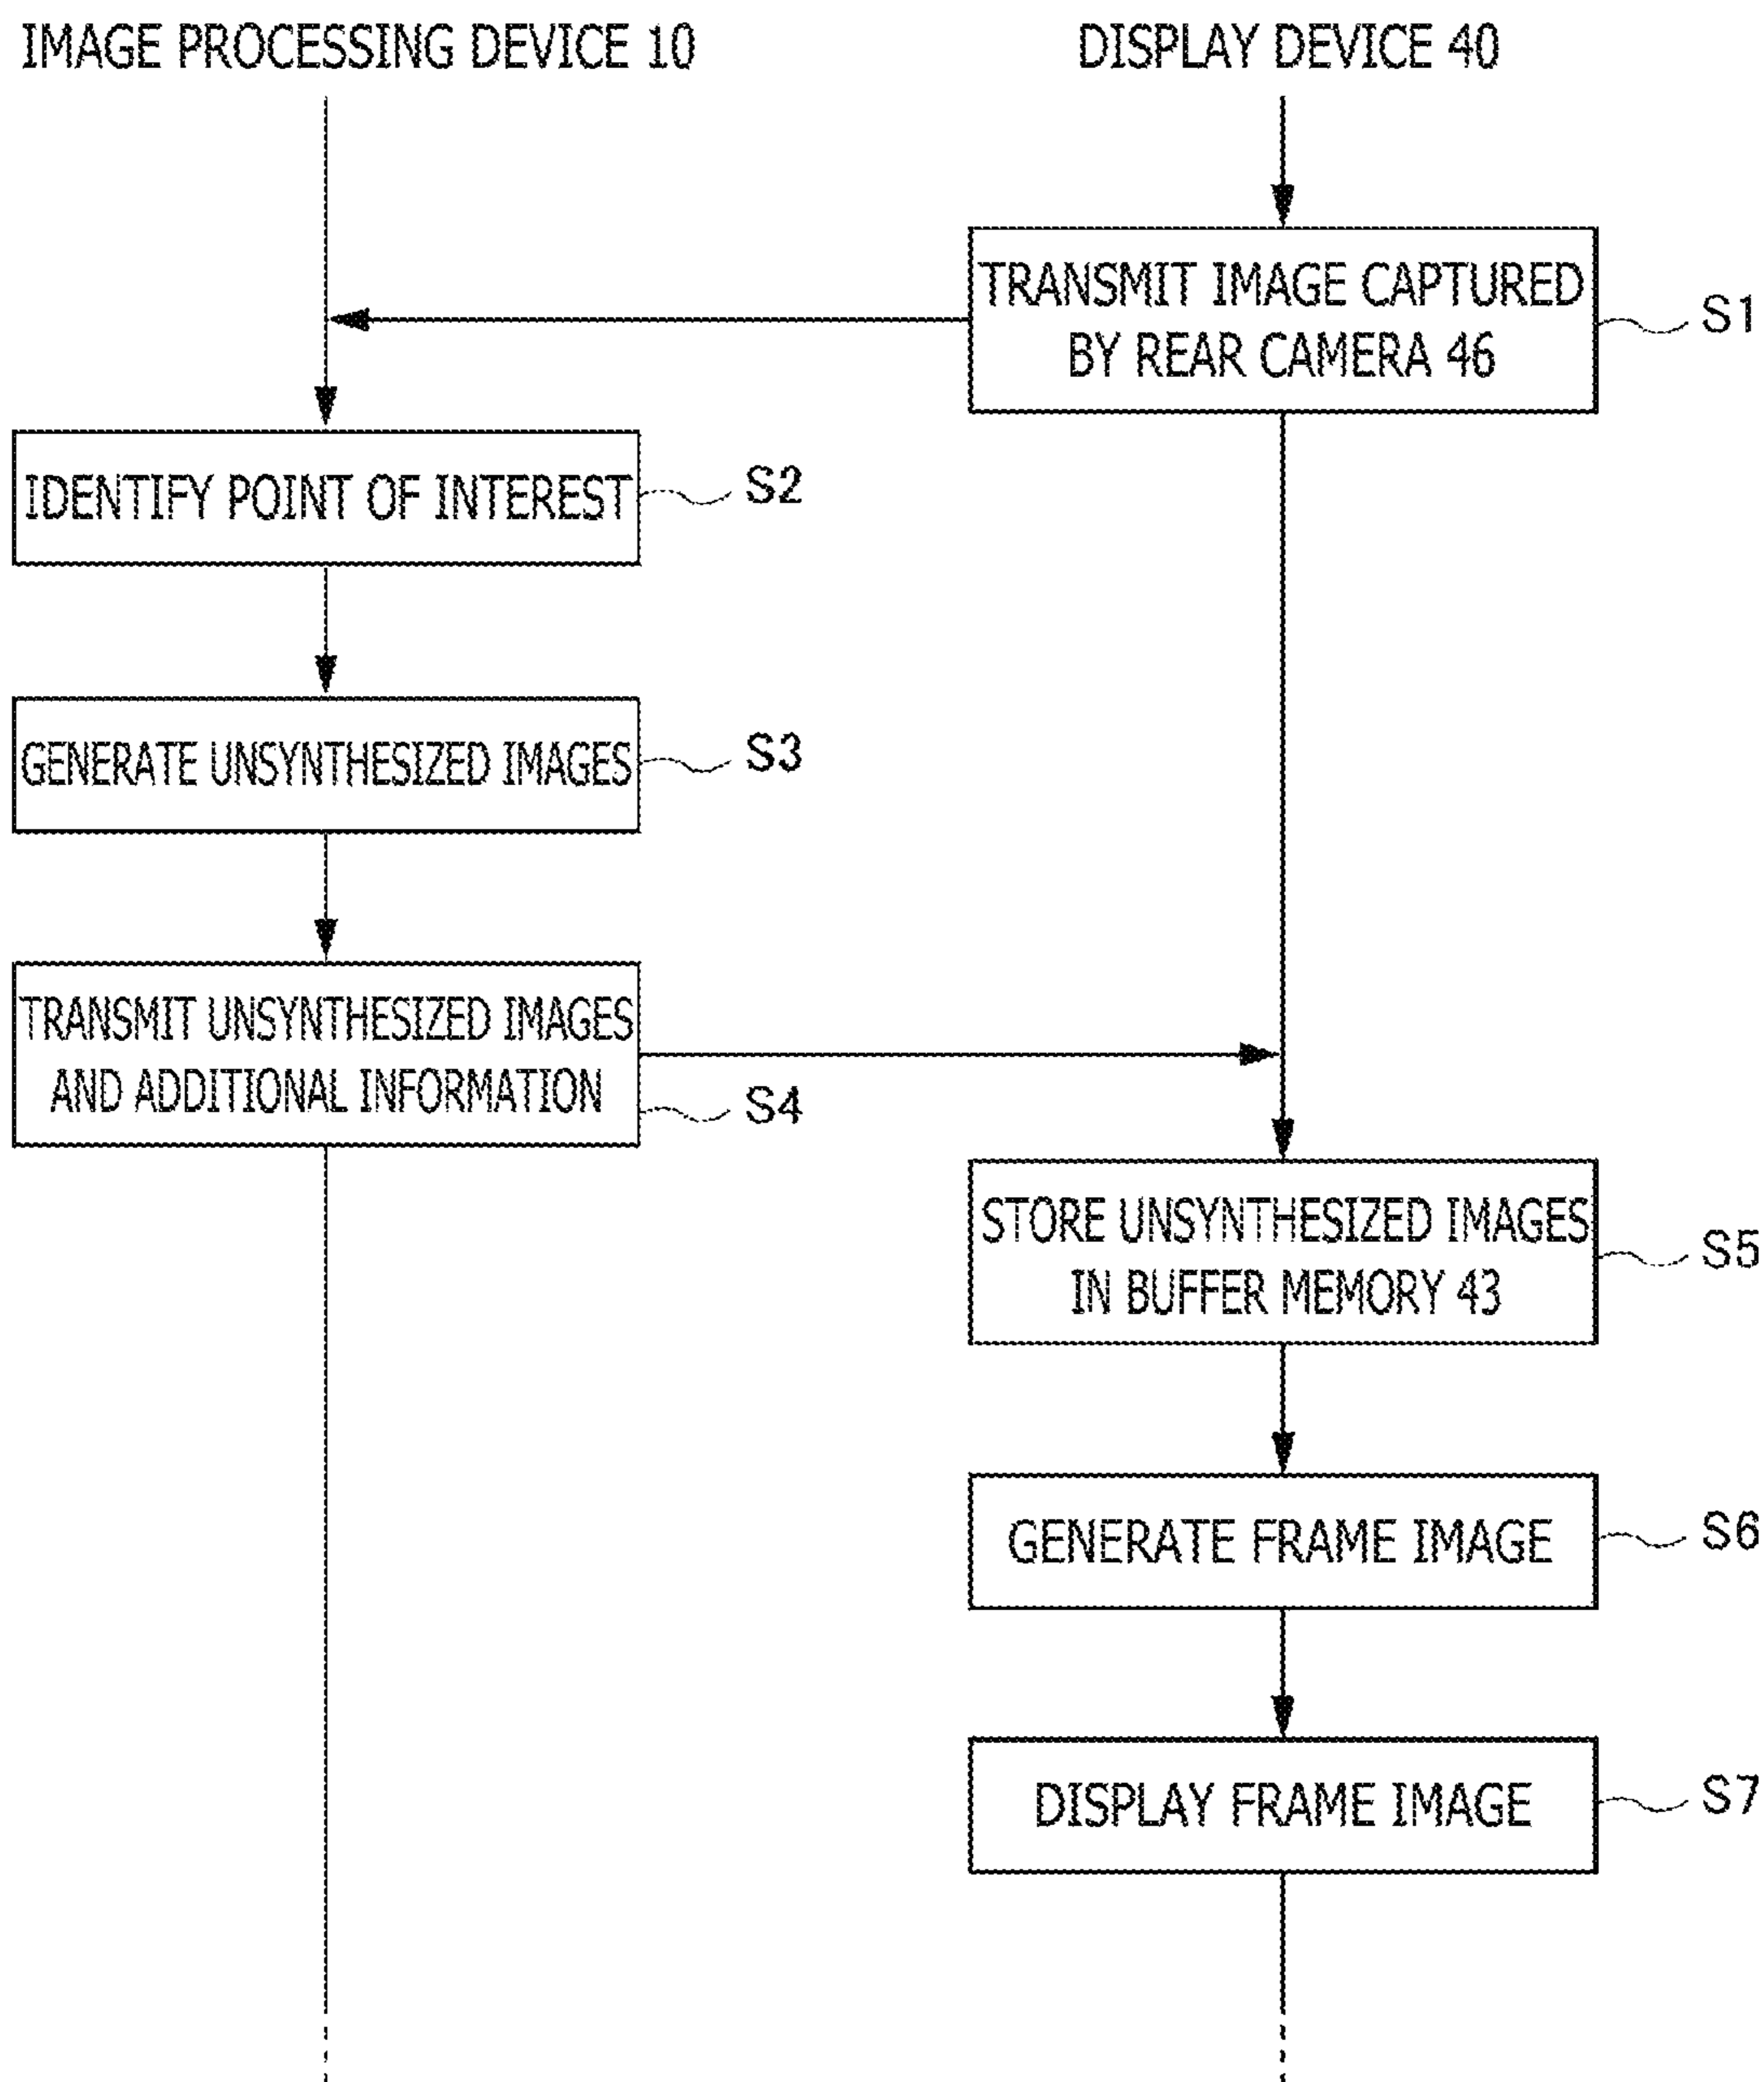 IMAGE PROCESSING DEVICE 10
DISPLAY DEVICE 40
TRANSMIT IMAGE CAPTURED
BY REAR CAMERA 46
S1
IDENTIFY POINT OF INTEREST
S2
GENERATE UNSYNTHESIZED IMAGES
S3
TRANSMIT UNSYNTHESIZED IMAGES
AND ADDITIONAL INFORMATION
S4
STORE UNSYNTHESIZED IMAGES
IN BUFFER MEMORY 43
S5
GENERATE FRAME IMAGE
S6
DISPLAY FRAME IMAGE
S7